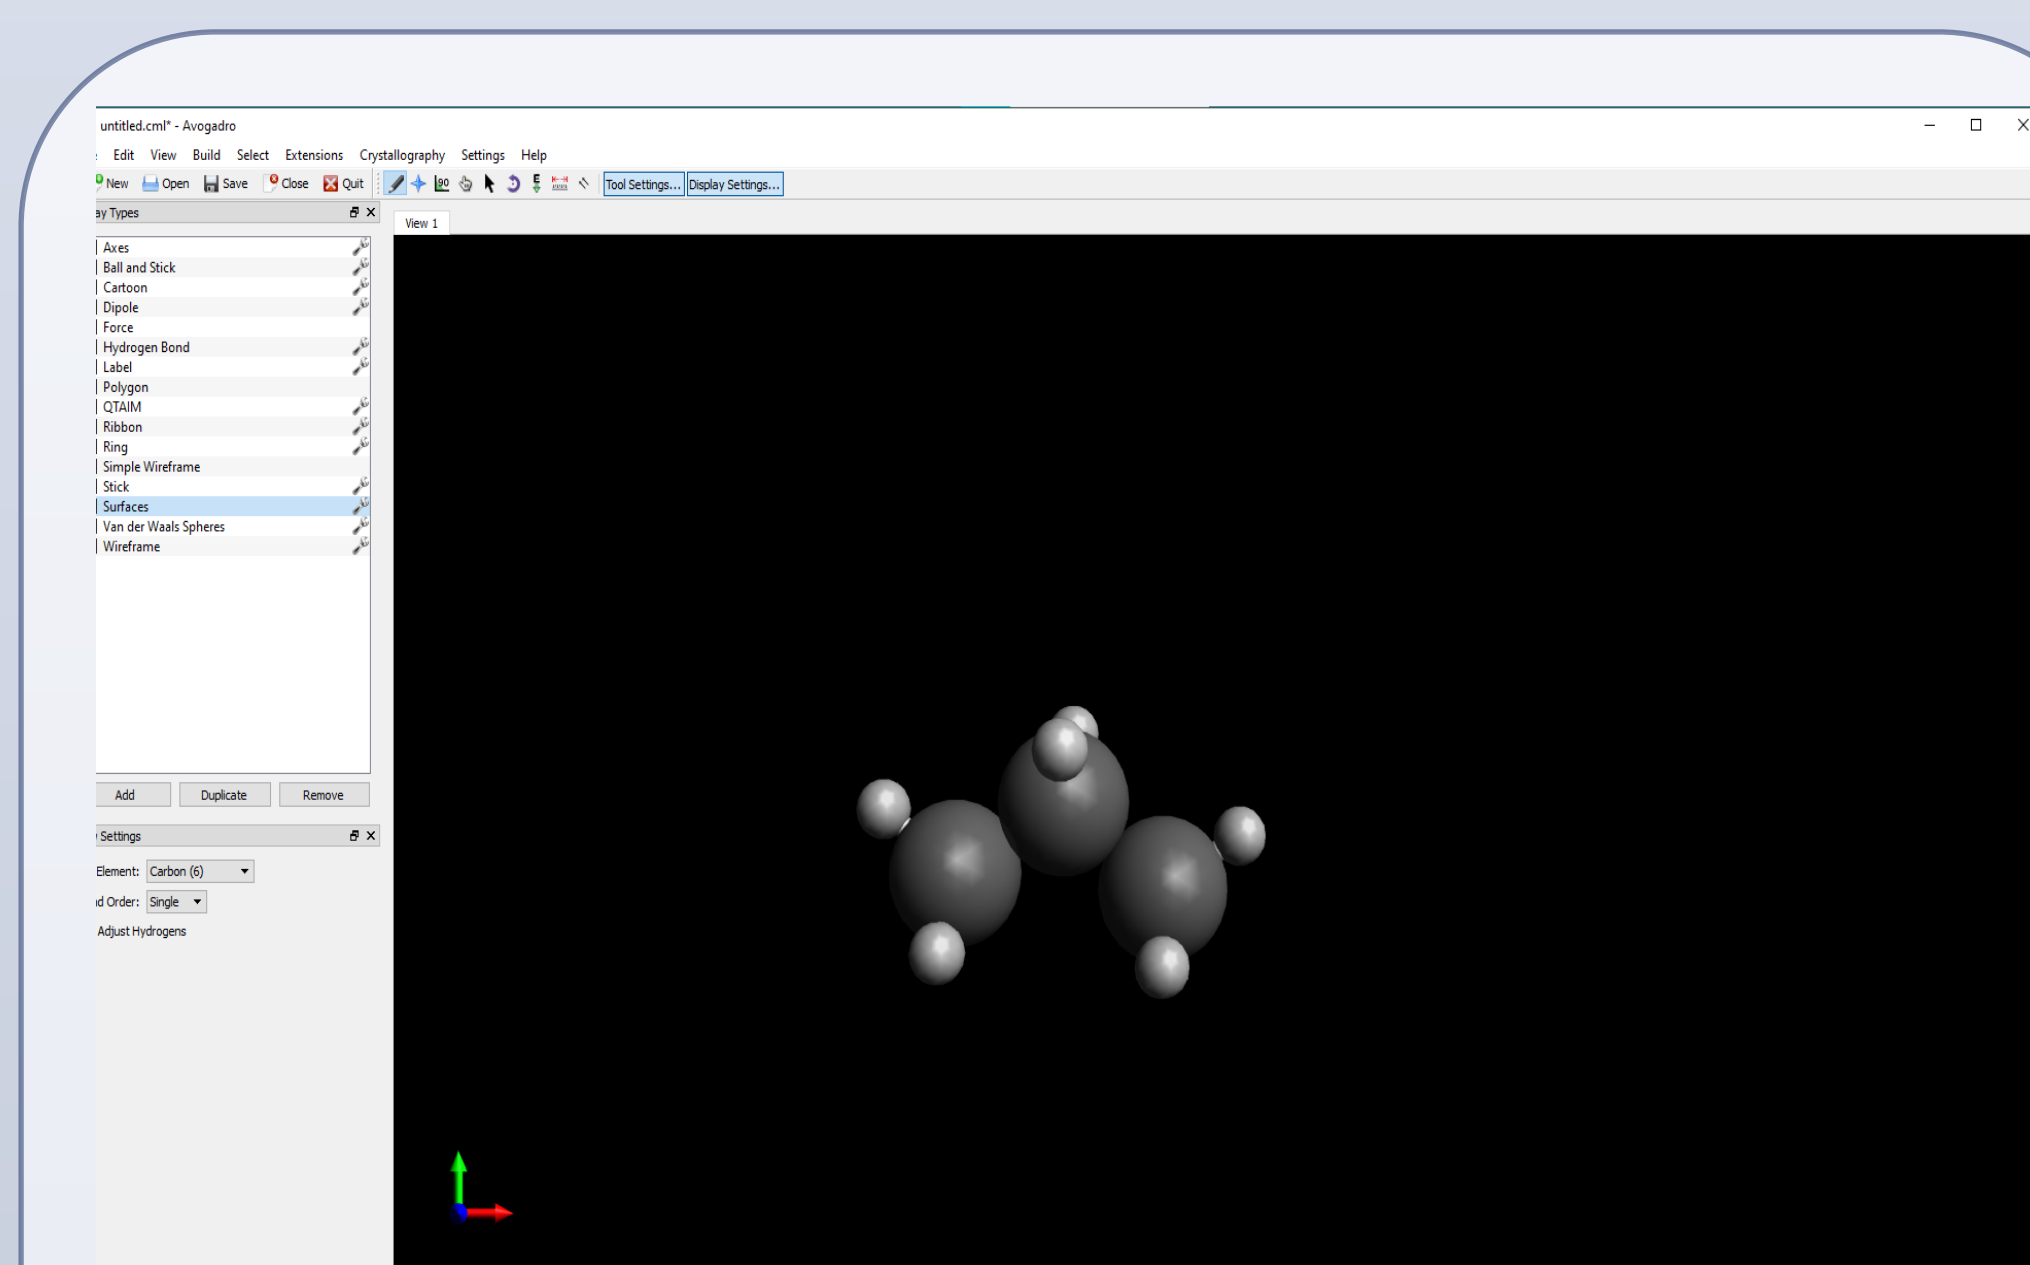 untitled.cml* - Avogadro
Edit View Build Select Extensions Crystallography Settings Help
New Open Save Close Quit Tool Settings... Display Settings...
ay Types
View 1
Axes
Ball and Stick
Cartoon
Dipole
Force
Hydrogen Bond
Label
Polygon
QTAIM
Ribbon
Ring
Simple Wireframe
Stick
Surfaces
Van der Waals Spheres
Wireframe
Add Duplicate Remove
Settings
Element: Carbon (6)
d Order: Single
Adjust Hydrogens